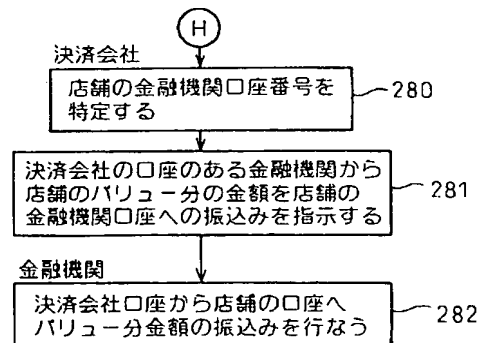 H
決済会社
店舗の金融機関口座番号を
特定する
280
決済会社の口座のある金融機関から
店舗のバリュー分の金額を店舗の
金融機関口座への振込みを指示する
281
金融機関
決済会社口座から店舗の口座へ
バリュー分金額の振込みを行なう
282